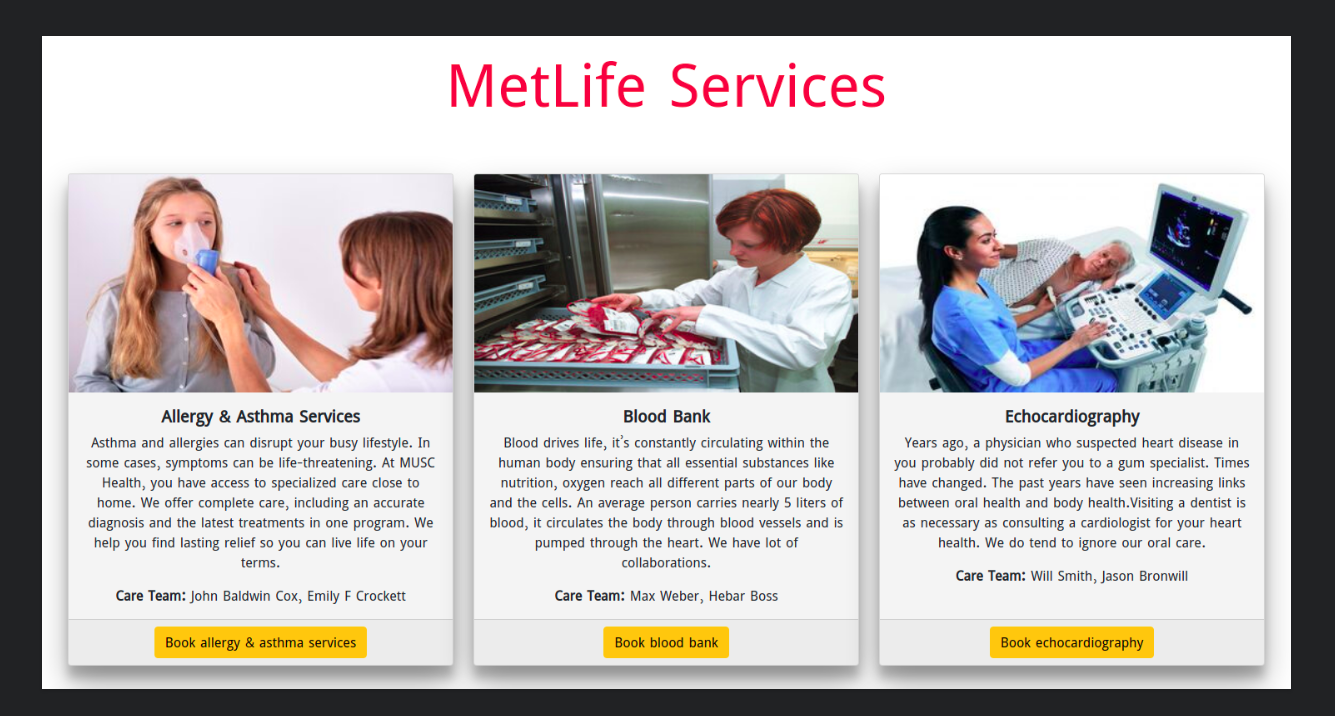 MetLife Services
Allergy & Asthma Services
Asthma and allergies can disrupt your busy lifestyle. In
some cases, symptoms can be life-threatening. At MUSC
Health, you have access to specialized care close to
home. We offer complete care, including an accurate
diagnosis and the latest treatments in one program. We
help you find lasting relief so you can live life on your
terms.
Care Team: John Baldwin Cox, Emily F Crockett
Book allergy & asthma services
Blood Bank
Blood drives life, it’s constantly circulating within the
human body ensuring that all essential substances like
nutrition, oxygen reach all different parts of our body
and the cells. An average person carries nearly 5 liters of
blood, it circulates the body through blood vessels and is
pumped through the heart. We have lot of
collaborations.
Care Team: Max Weber, Hebar Boss
Book blood bank
Echocardiography
Years ago, a physician who suspected heart disease in
you probably did not refer you to a gum specialist. Times
have changed. The past years have seen increasing links
between oral health and body health.Visiting a dentist is
as necessary as consulting a cardiologist for your heart
health. We do tend to ignore our oral care.
Care Team: Will Smith, Jason Bronwill
Book echocardiography